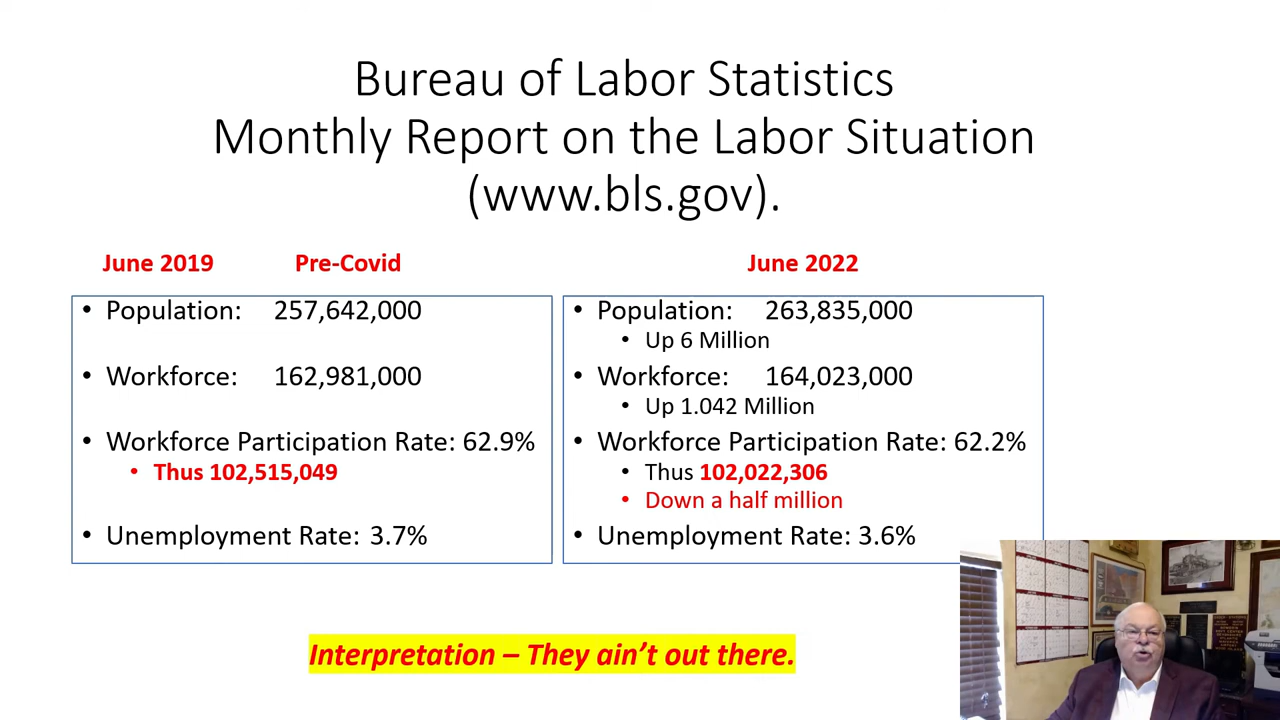 Bureau of Labor Statistics
Monthly Report on the Labor Situation
(www.bls.gov).
June 2019 Pre-Covid
• Population: 257,642,000
• Workforce: 162,981,000
• Workforce Participation Rate: 62.9%
• Thus 102,515,049
• Unemployment Rate: 3.7%
June 2022
• Population: 263,835,000
• Up 6 Million
• Workforce: 164,023,000
• Up 1.042 Million
• Workforce Participation Rate: 62.2%
• Thus 102,022,306
• Down a half million
• Unemployment Rate: 3.6%
Interpretation – They ain’t out there.